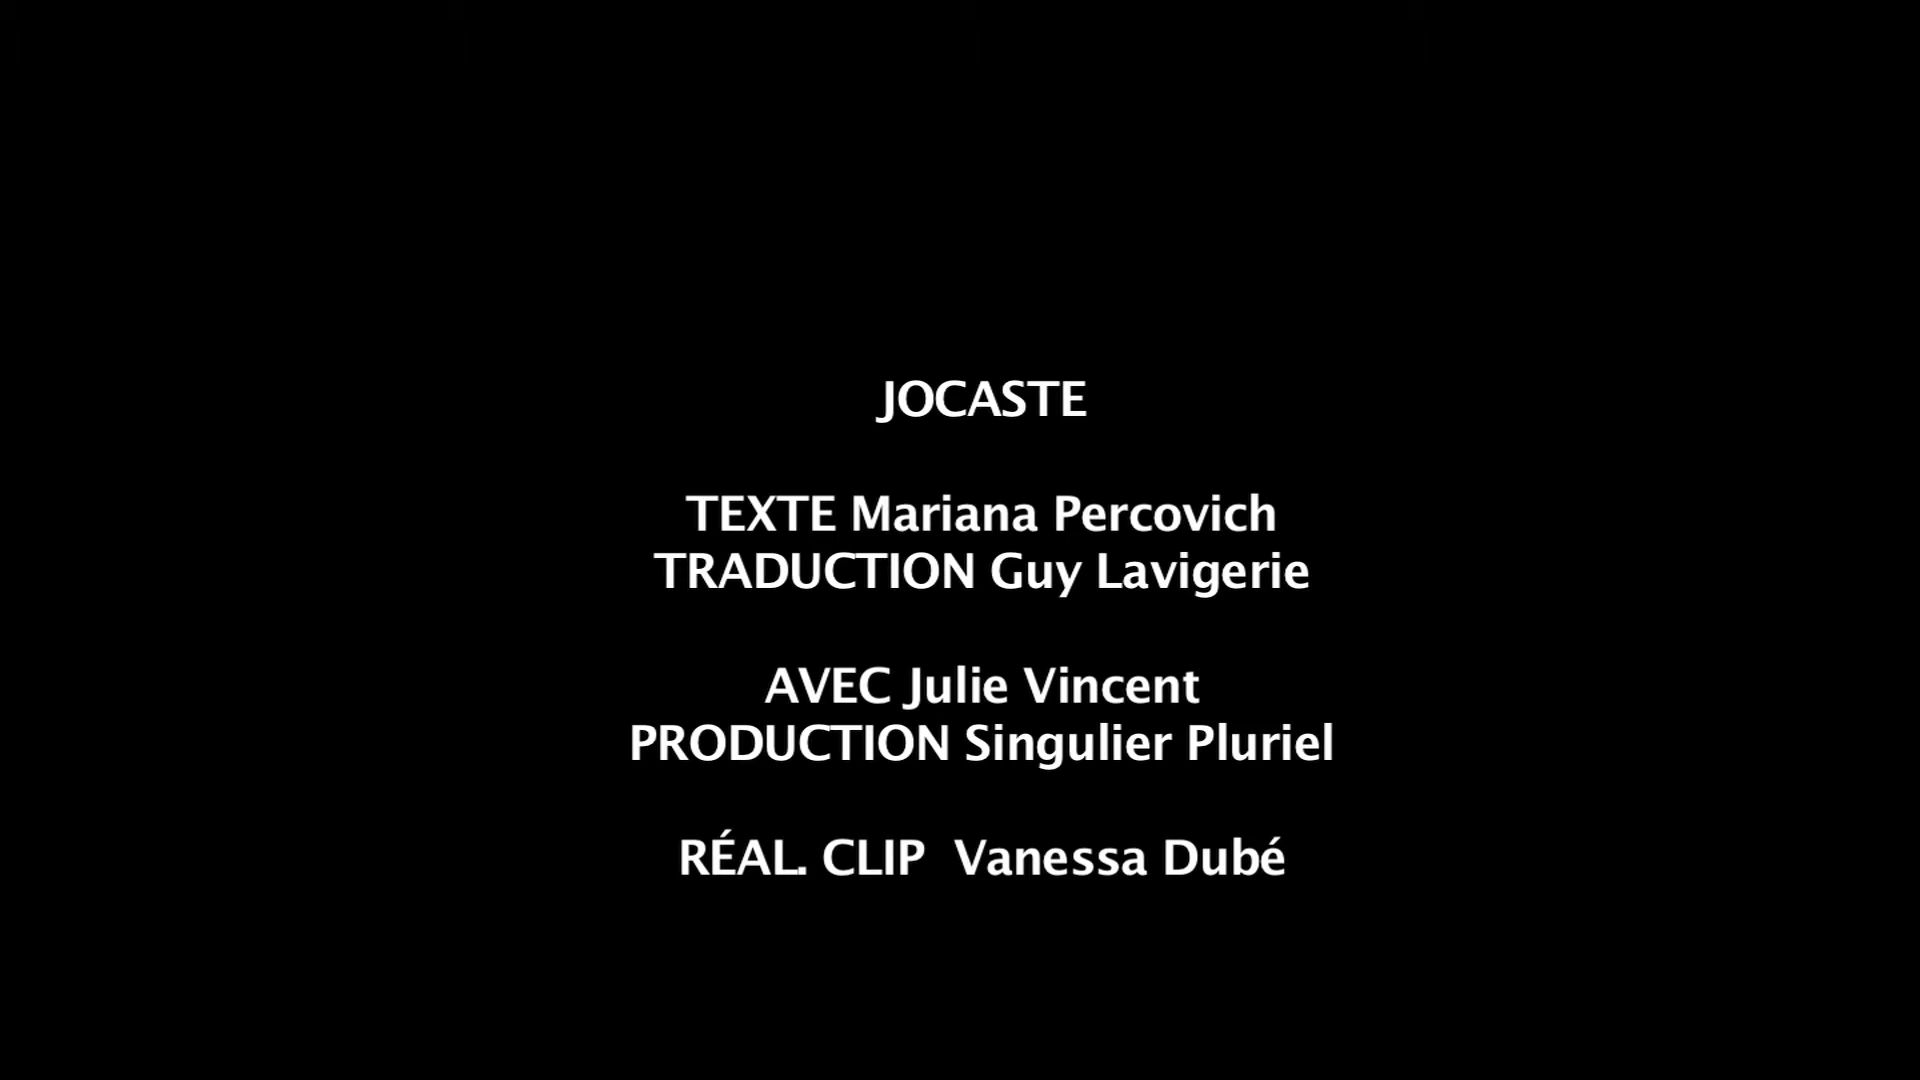 JOCASTE
TEXTE Mariana Percovich
TRADUCTION Guy Lavigerie
AVEC Julie Vincent
PRODUCTION Singulier Pluriel
RÉAL. CLIP  Vanessa Dubé